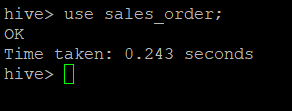 hive> use sales_order;
OK
Time taken: 0.243 seconds
hive>